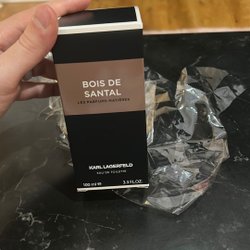 BOIS DE
SANTAL
LES PARFUMS MATIÈRES
KARL LAGERFELD
EAU DE TOILETTE
100 ml ℮ 3.3 FL.OZ.